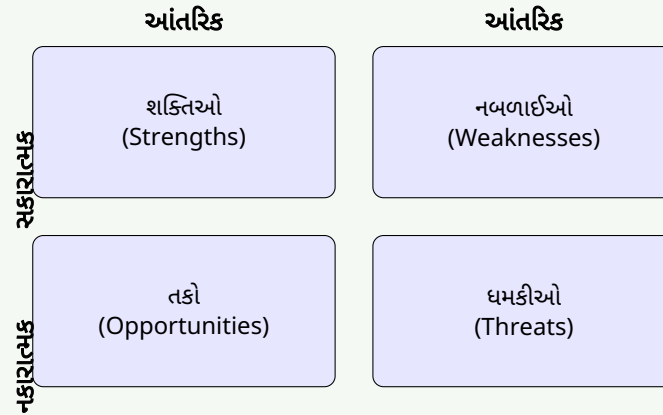 આંતરિક
આંતરિક
સકારાત્મક
શક્તિઓ
(Strengths)
નબળાઈઓ
(Weaknesses)
નકારાત્મક
તકો
(Opportunities)
ધમકીઓ
(Threats)